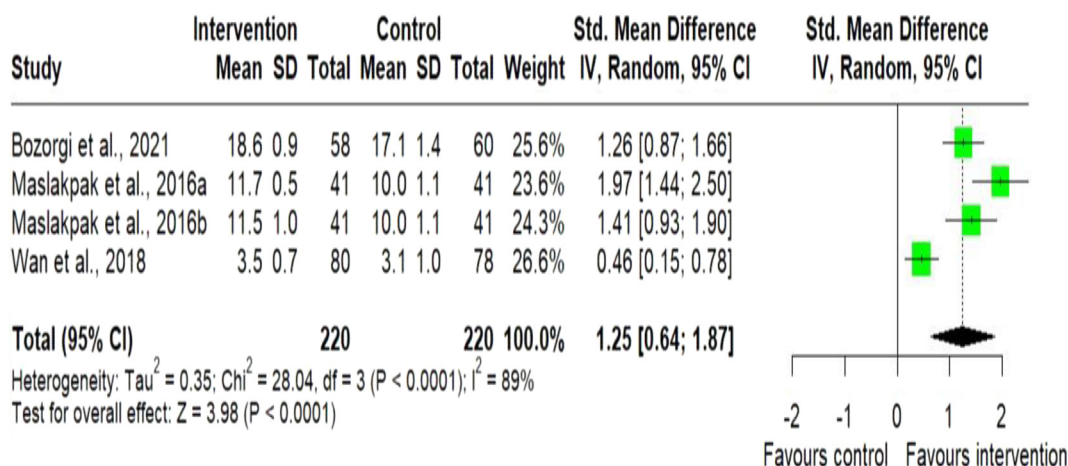 Intervention Control Std. Mean Difference Std. Mean Difference
Study Mean SD Total Mean SD Total Weight IV, Random, 95% CI IV, Random, 95% CI
Bozorgi et al., 2021 18.6 0.9 58 17.1 1.4 60 25.6% 1.26 [0.87; 1.66]
Maslakpak et al., 2016a 11.7 0.5 41 10.0 1.1 41 23.6% 1.97 [1.44; 2.50]
Maslakpak et al., 2016b 11.5 1.0 41 10.0 1.1 41 24.3% 1.41 [0.93; 1.90]
Wan et al., 2018 3.5 0.7 80 3.1 1.0 78 26.6% 0.46 [0.15; 0.78]
Total (95% CI) 220 220 100.0% 1.25 [0.64; 1.87]
Heterogeneity: Tau² = 0.35; Chi² = 28.04, df = 3 (P < 0.0001); I² = 89%
Test for overall effect: Z = 3.98 (P < 0.0001)
-2 -1 0 1 2
Favours control Favours intervention